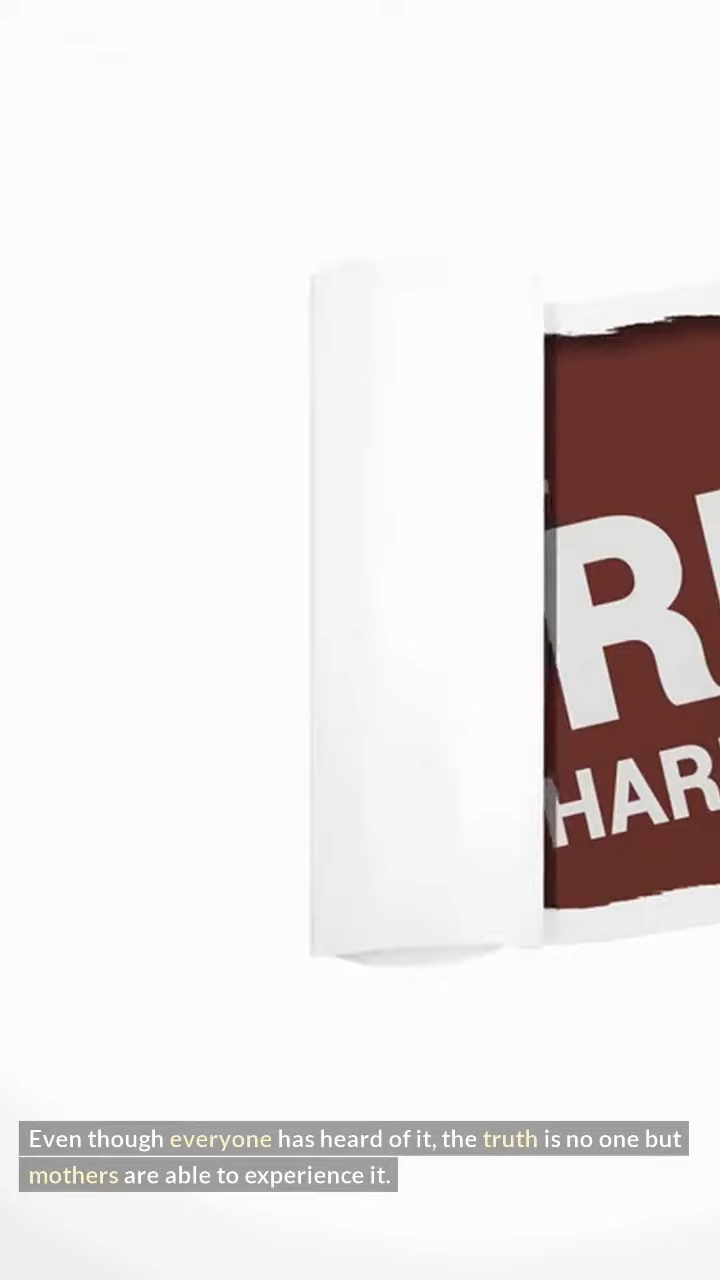 R
HAR
Even though everyone has heard of it, the truth is no one but
mothers are able to experience it.